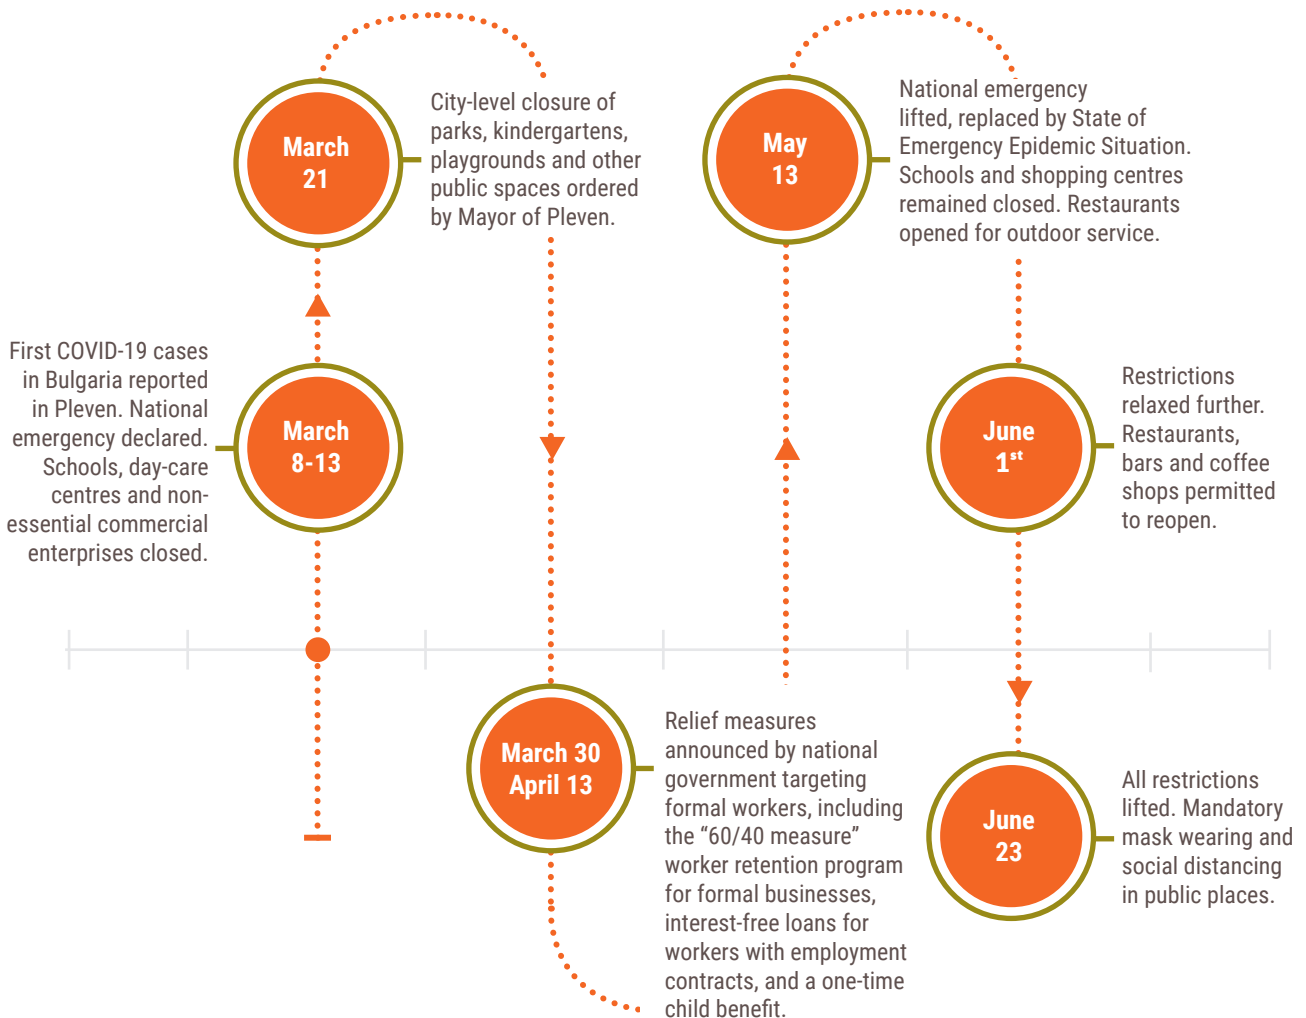 First COVID-19 cases
in Bulgaria reported
in Pleven. National
emergency declared.
Schools, day-care
centres and non-
essential commercial
enterprises closed.
March
8-13
March
21
City-level closure of
parks, kindergartens,
playgrounds and other
public spaces ordered
by Mayor of Pleven.
March 30
April 13
Relief measures
announced by national
government targeting
formal workers, including
the “60/40 measure”
worker retention program
for formal businesses,
interest-free loans for
workers with employment
contracts, and a one-time
child benefit.
May
13
National emergency
lifted, replaced by State of
Emergency Epidemic Situation.
Schools and shopping centres
remained closed. Restaurants
opened for outdoor service.
June
1st
Restrictions
relaxed further.
Restaurants,
bars and coffee
shops permitted
to reopen.
June
23
All restrictions
lifted. Mandatory
mask wearing and
social distancing
in public places.